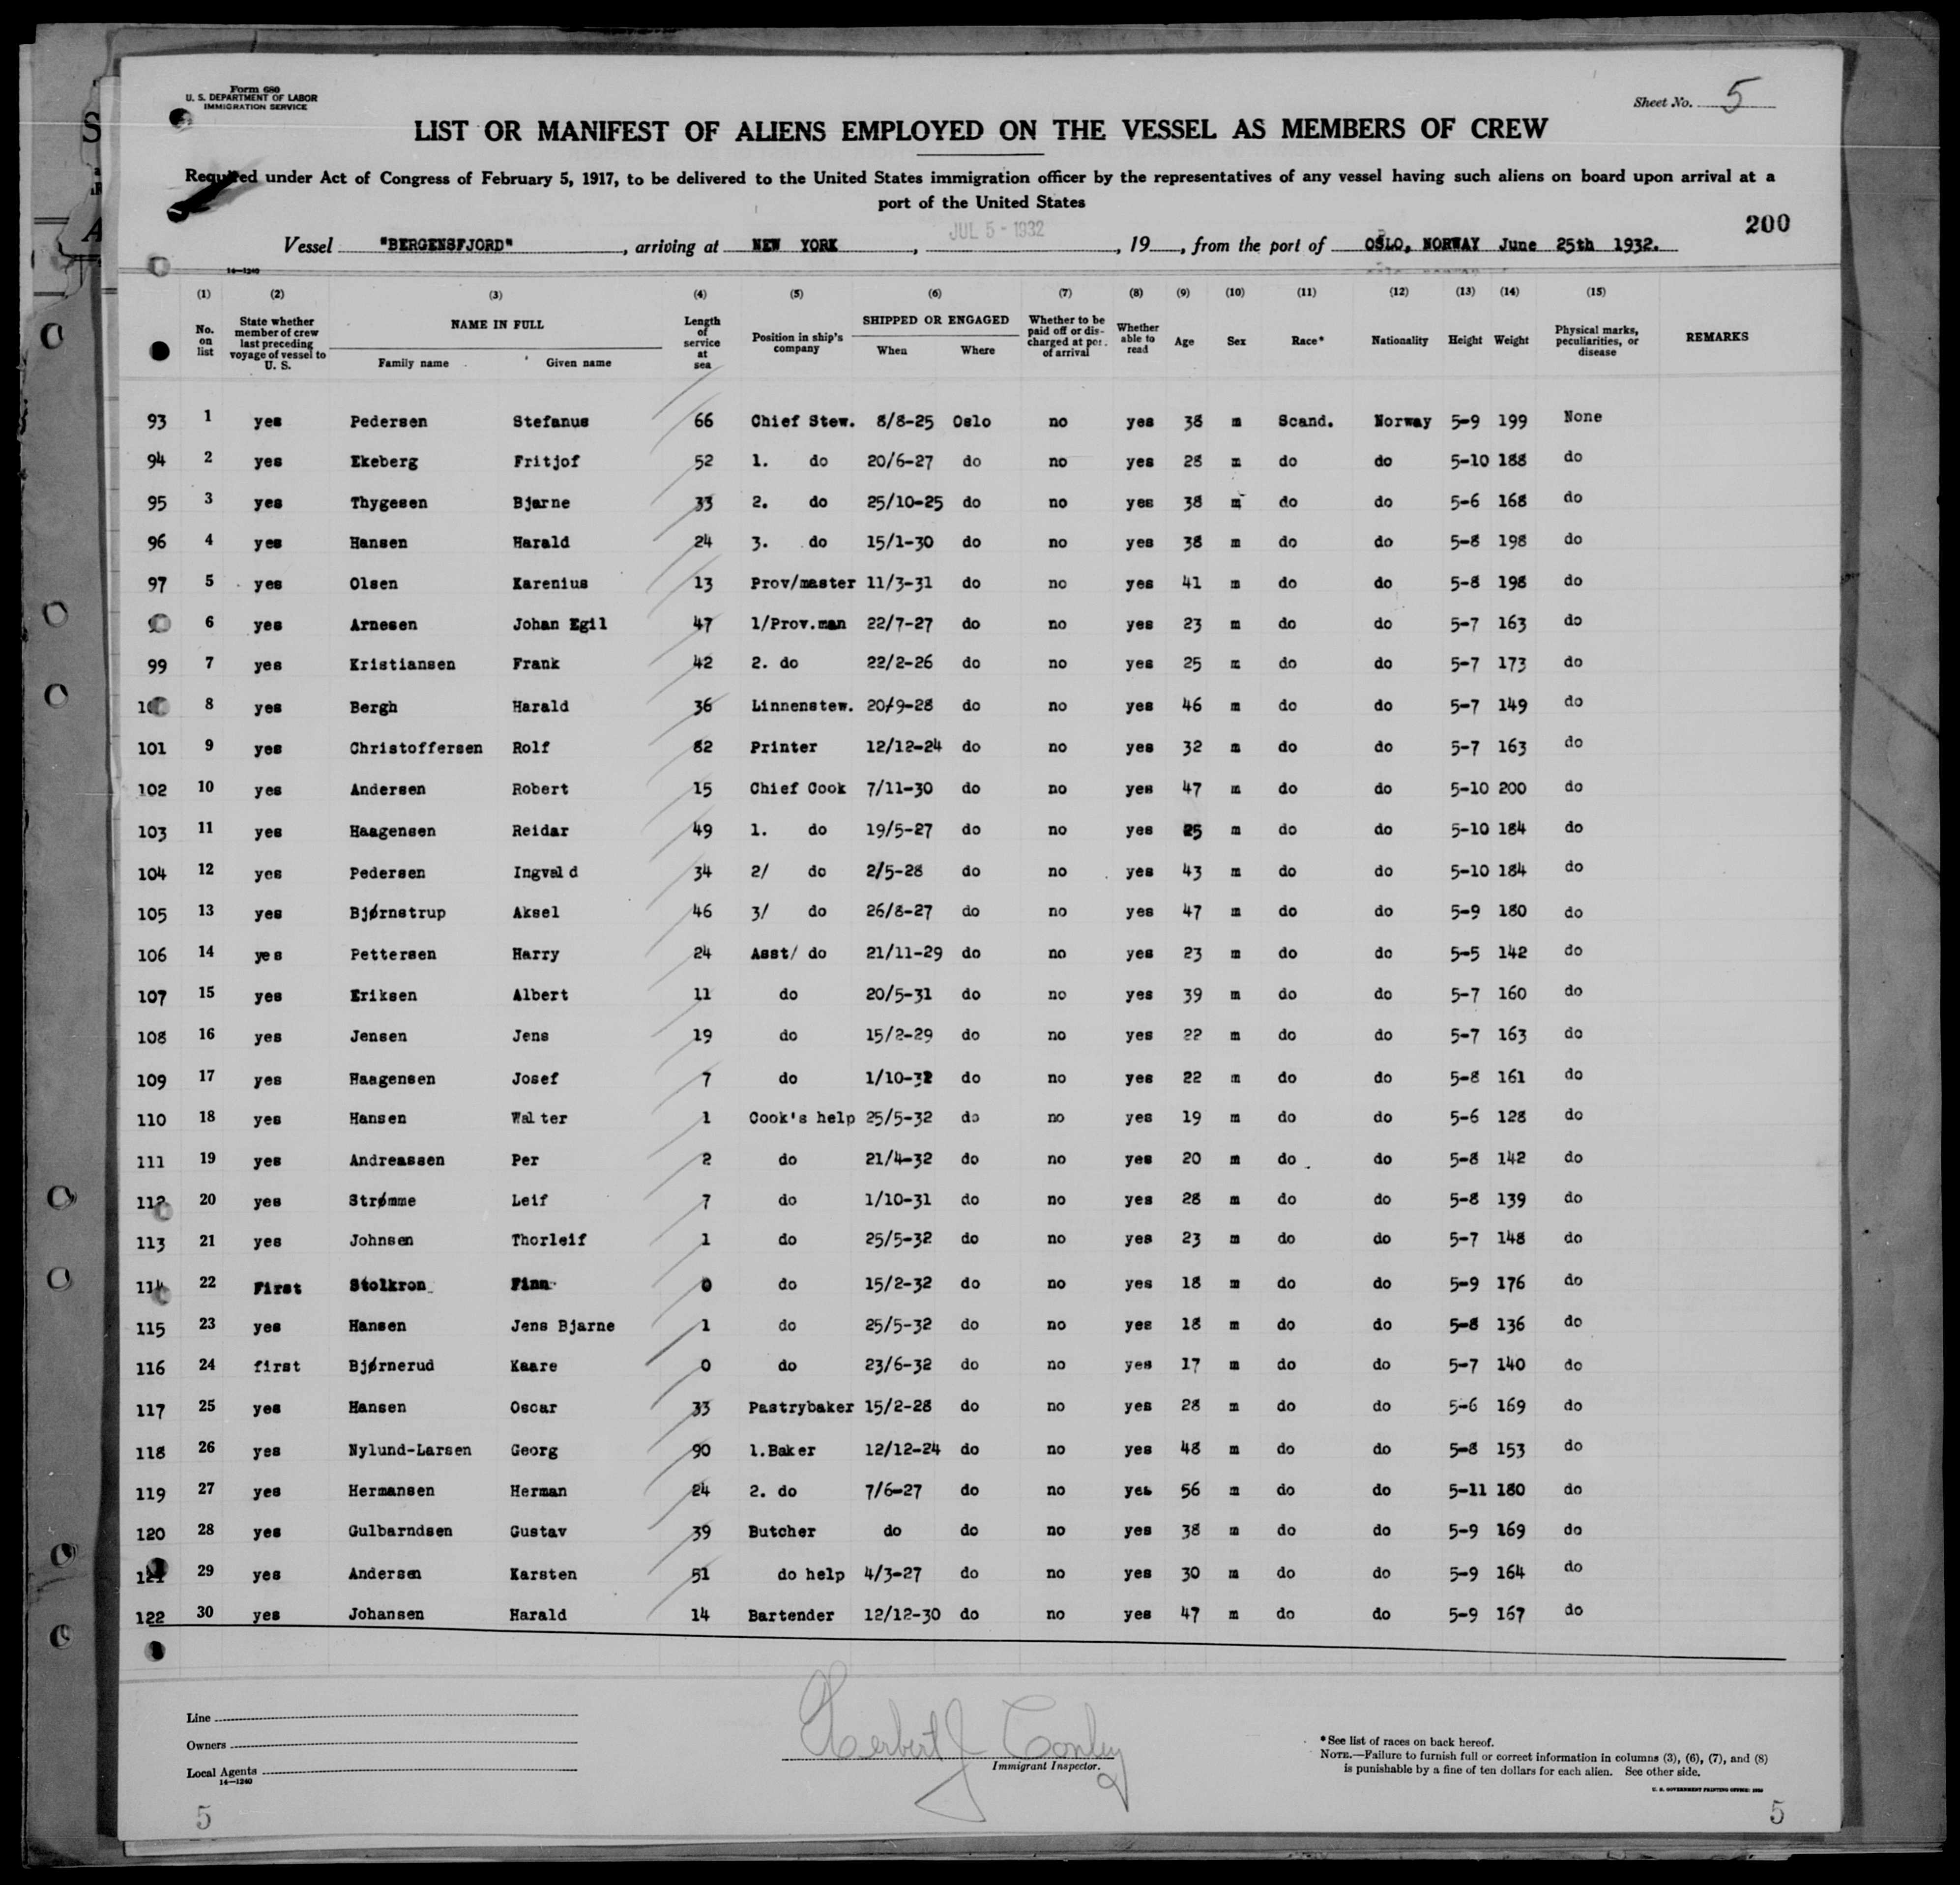 Form 680
U. S. DEPARTMENT OF LABOR
IMMIGRATION SERVICE
Sheet No. 5
LIST OR MANIFEST OF ALIENS EMPLOYED ON THE VESSEL AS MEMBERS OF CREW
Required under Act of Congress of February 5, 1917, to be delivered to the United States immigration officer by the representatives of any vessel having such aliens on board upon arrival at a
port of the United States
200
JUL 5 - 1932
Vessel "BERGENSFJORD", arriving at NEW YORK, , 19 , from the port of OSLO, NORWAY June 25th 1932.
14—1240
(1) (2) (3) (4) (5) (6) (7) (8) (9) (10) (11) (12) (13) (14) (15)
No. on list State whether member of crew last preceding voyage of vessel to U. S. NAME IN FULL Family name Given name Length of service at sea Position in ship's company SHIPPED OR ENGAGED When Where Whether to be paid off or discharged at port of arrival Whether able to read Age Sex Race* Nationality Height Weight Physical marks, peculiarities, or disease REMARKS
93 1 yes Pedersen Stefanus 66 Chief Stew. 8/8-25 Oslo no yes 38 m Scand. Norway 5-9 199 None
94 2 yes Ekeberg Fritjof 52 1. do 20/6-27 do no yes 28 m do do 5-10 188 do
95 3 yes Thygesen Bjarne 33 2. do 25/10-25 do no yes 38 m do do 5-6 168 do
96 4 yes Hansen Harald 24 3. do 15/1-30 do no yes 38 m do do 5-8 198 do
97 5 yes Olsen Karenius 13 Prov/master 11/3-31 do no yes 41 m do do 5-8 198 do
6 yes Arnesen Johan Egil 47 1/Prov.man 22/7-27 do no yes 23 m do do 5-7 163 do
99 7 yes Kristiansen Frank 42 2. do 22/2-26 do no yes 25 m do do 5-7 173 do
8 yes Bergh Harald 36 Linnenstew. 20/9-28 do no yes 46 m do do 5-7 149 do
101 9 yes Christoffersen Rolf 82 Printer 12/12-24 do no yes 32 m do do 5-7 163 do
102 10 yes Andersen Robert 15 Chief Cook 7/11-30 do no yes 47 m do do 5-10 200 do
103 11 yes Haagensen Reidar 49 1. do 19/5-27 do no yes 25 m do do 5-10 184 do
104 12 yes Pedersen Ingvald 34 2/ do 2/5-28 do no yes 43 m do do 5-10 184 do
105 13 yes Bjørnstrup Aksel 46 3/ do 26/8-27 do no yes 47 m do do 5-9 180 do
106 14 yes Pettersen Harry 24 Asst/ do 21/11-29 do no yes 23 m do do 5-5 142 do
107 15 yes Eriksen Albert 11 do 20/5-31 do no yes 39 m do do 5-7 160 do
108 16 yes Jensen Jens 19 do 15/2-29 do no yes 22 m do do 5-7 163 do
109 17 yes Haagensen Josef 7 do do no yes 22 m do do 5-8 161 do
110 18 yes Hansen Walter 1 Cook's help 25/5-32 do no yes 19 m do do 5-6 128 do
111 19 yes Andreassen Per 2 do 21/4-32 do no yes 20 m do do 5-8 142 do
112 20 yes Strømme Leif 7 do 1/10-31 do no yes 28 m do do 5-8 139 do
113 21 yes Johnsen Thorleif 1 do 25/5-32 do no yes 23 m do do 5-7 148 do
114 22 First Stolkron Finn 0 do 15/2-32 do no yes 18 m do do 5-9 176 do
115 23 yes Hansen Jens Bjarne 1 do 25/5-32 do no yes 18 m do do 5-8 136 do
116 24 first Bjørnerud Kaare 0 do 23/6-32 do no yes 17 m do do 5-7 140 do
117 25 yes Hansen Oscar 33 Pastrybaker 15/2-28 do no yes 28 m do do 5-6 169 do
118 26 yes Nylund-Larsen Georg 90 1.Baker 12/12-24 do no yes 48 m do do 5-8 153 do
119 27 yes Hermansen Herman 24 2. do 7/6-27 do no yes 56 m do do 5-11 180 do
120 28 yes Gulbarndsen Gustav 39 Butcher do do no yes 38 m do do 5-9 169 do
121 29 yes Andersen Karsten 51 do help 4/3-27 do no yes 30 m do do 5-9 164 do
122 30 yes Johansen Harald 14 Bartender 12/12-30 do no yes 47 m do do 5-9 167 do
Line
Owners
Local Agents
14—1240
Herbert J Conley
Immigrant Inspector.
*See list of races on back hereof.
NOTE.—Failure to furnish full or correct information in columns (3), (6), (7), and (8)
is punishable by a fine of ten dollars for each alien. See other side.
U. S. GOVERNMENT PRINTING OFFICE:
5
5